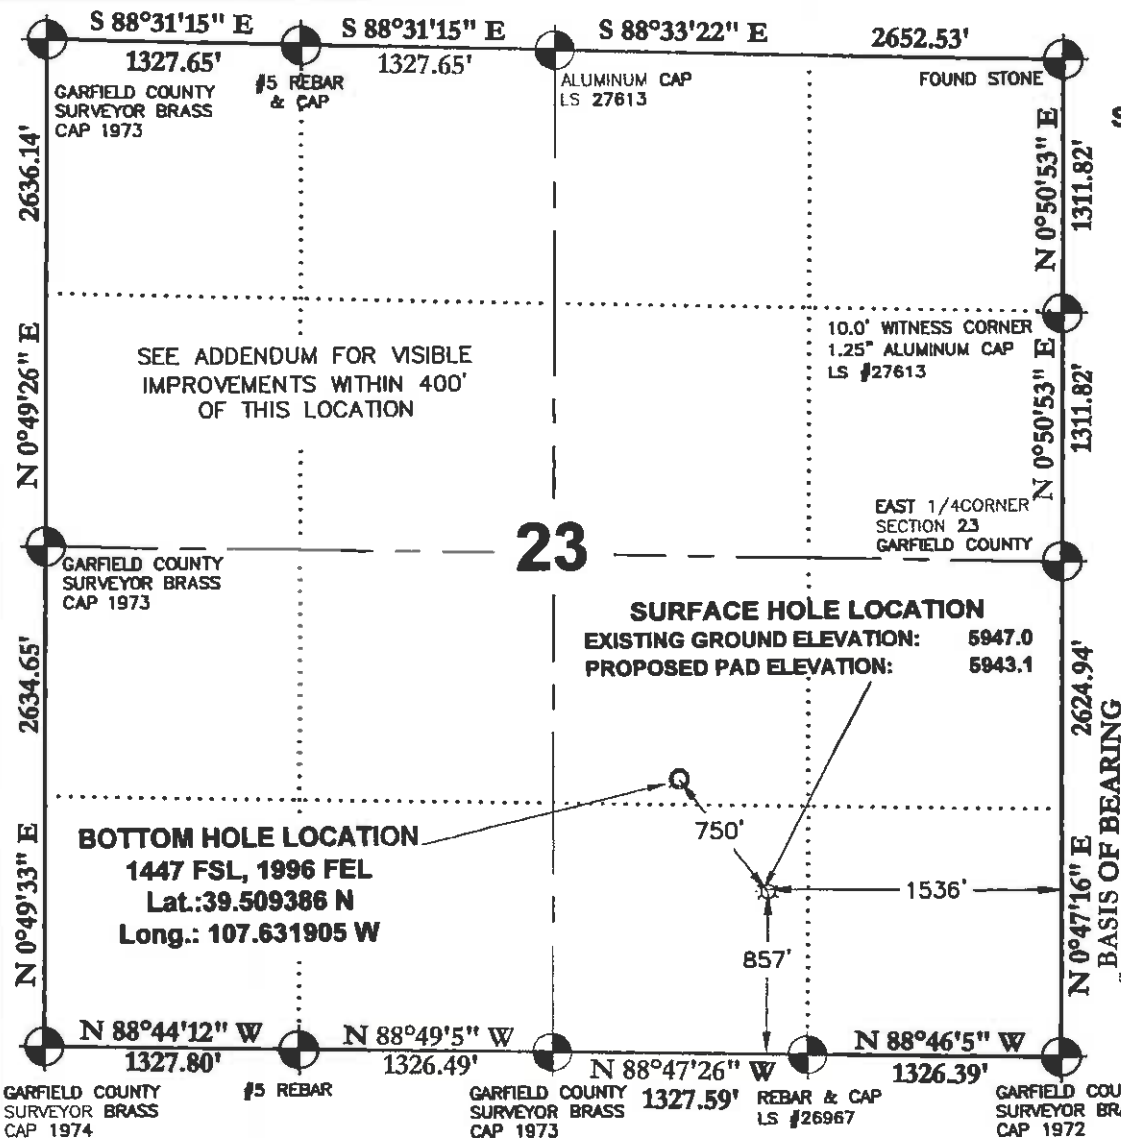 S 88°31'15" E
1327.65'
S 88°31'15" E
1327.65'
S 88°33'22" E
2652.53'
GARFIELD COUNTY
SURVEYOR BRASS
CAP 1973
#5 REBAR
& CAP
ALUMINUM CAP
LS 27613
FOUND STONE
S
2636.14'
N 0°49'26" E
N 0°50'53" E
1311.82'
SEE ADDENDUM FOR VISIBLE
IMPROVEMENTS WITHIN 400'
OF THIS LOCATION
10.0' WITNESS CORNER
1.25" ALUMINUM CAP
LS #27613
N 0°50'53" E
1311.82'
EAST 1/4CORNER
SECTION 23
GARFIELD COUNTY
23
GARFIELD COUNTY
SURVEYOR BRASS
CAP 1973
SURFACE HOLE LOCATION
EXISTING GROUND ELEVATION: 5947.0
PROPOSED PAD ELEVATION: 5943.1
2634.65'
N 0°49'33" E
2624.94'
N 0°47'16" E
BASIS OF BEARING
BOTTOM HOLE LOCATION
1447 FSL, 1996 FEL
Lat.:39.509386 N
Long.: 107.631905 W
750'
1536'
857'
N 88°44'12" W
1327.80'
N 88°49'5" W
1326.49'
N 88°47'26" W
1327.59'
N 88°46'5" W
1326.39'
GARFIELD COUNTY
SURVEYOR BRASS
CAP 1974
#5 REBAR
GARFIELD COUNTY
SURVEYOR BRASS
CAP 1973
REBAR & CAP
LS #26967
GARFIELD COU
SURVEYOR BRA
CAP 1972